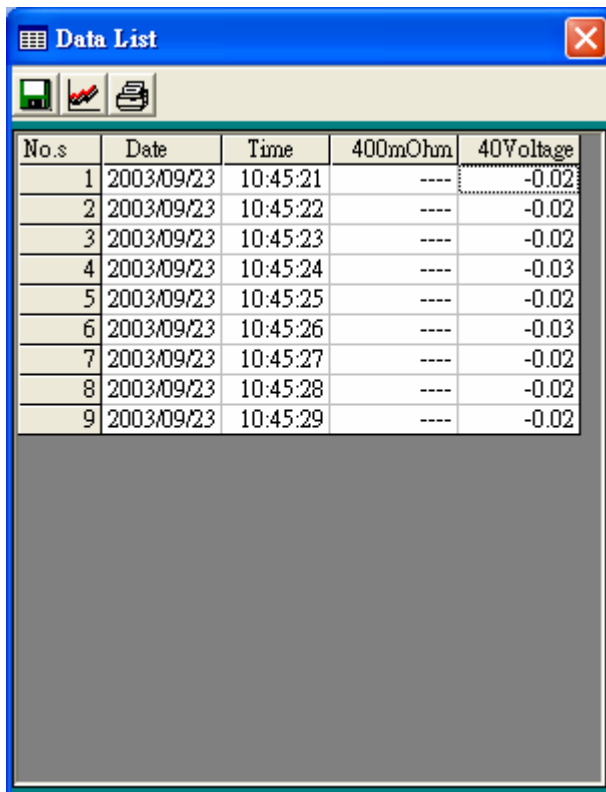 Data List
No.s Date Time 400mOhm 40Voltage
1 2003/09/23 10:45:21 ---- -0.02
2 2003/09/23 10:45:22 ---- -0.02
3 2003/09/23 10:45:23 ---- -0.02
4 2003/09/23 10:45:24 ---- -0.03
5 2003/09/23 10:45:25 ---- -0.02
6 2003/09/23 10:45:26 ---- -0.03
7 2003/09/23 10:45:27 ---- -0.02
8 2003/09/23 10:45:28 ---- -0.02
9 2003/09/23 10:45:29 ---- -0.02